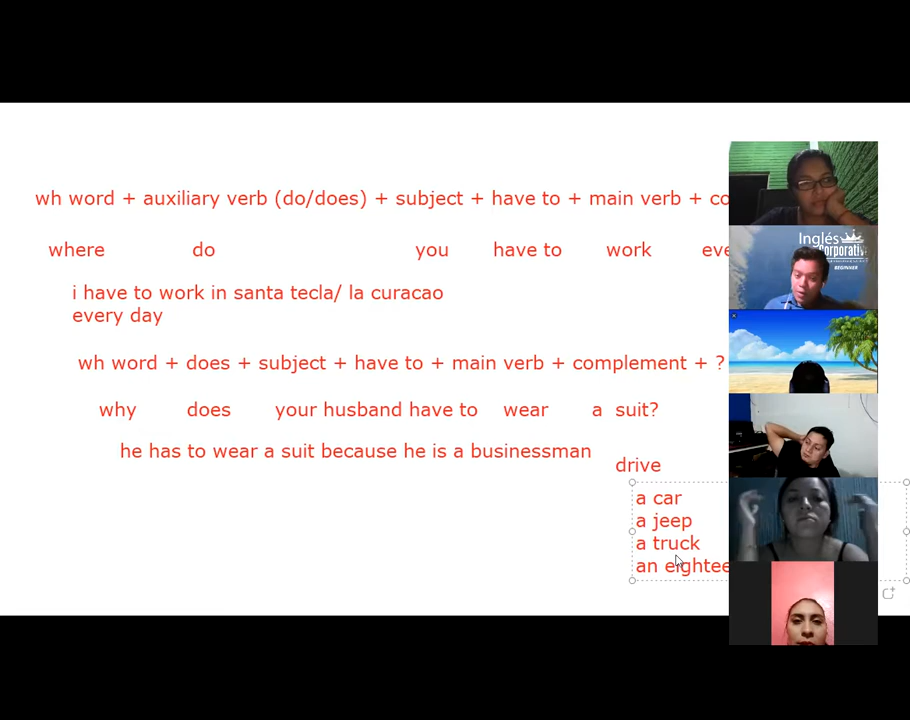 wh word + auxiliary verb (do/does) + subject + have to + main verb +
where do you have to work
i have to work in santa tecla/ la curacao
every day
wh word + does + subject + have to + main verb + complement + ?
why does your husband have to wear a suit?
he has to wear a suit because he is a businessman
drive
a car
a jeep
a truck
an
Inglés
Corporativ
BEGINNER